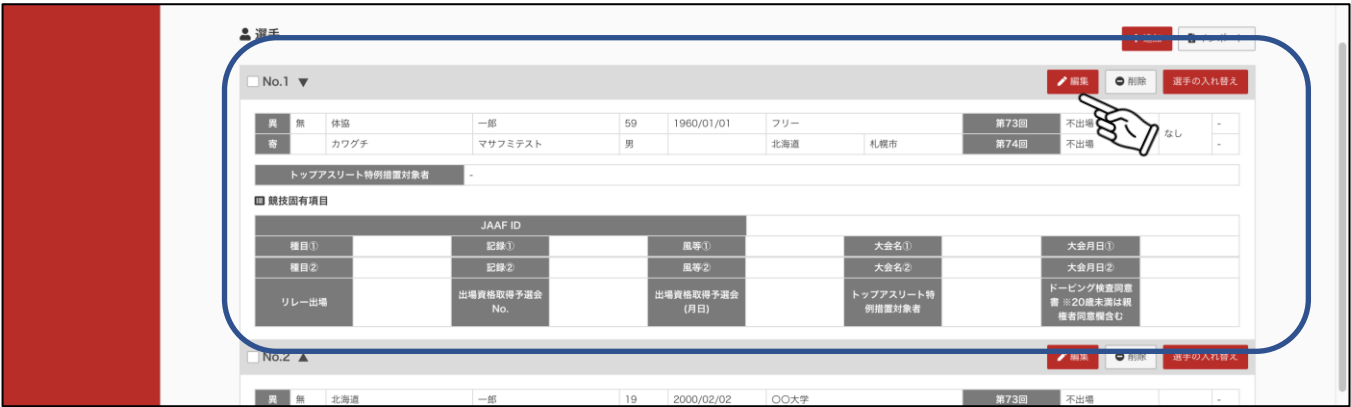 選手
No.1 ▼ 編集 削除 選手の入れ替え
異 無 体協 一郎 59 1960/01/01 フリー 第73回 不出場 なし -
寄 カワグチ マサフミテスト 男 北海道 札幌市 第74回 不出場 -
トップアスリート特例措置対象者 -
競技固有項目
JAAF ID
種目① 記録① 風等① 大会名① 大会月日①
種目② 記録② 風等② 大会名② 大会月日②
リレー出場 出場資格取得予選会 No. 出場資格取得予選会 (月日) トップアスリート特例措置対象者 ドーピング検査同意書 ※20歳未満は親権者同意欄含む
No.2 ▲ 編集 削除 選手の入れ替え
異 無 北海道 一郎 19 2000/02/02 〇〇大学 第73回 不出場 -